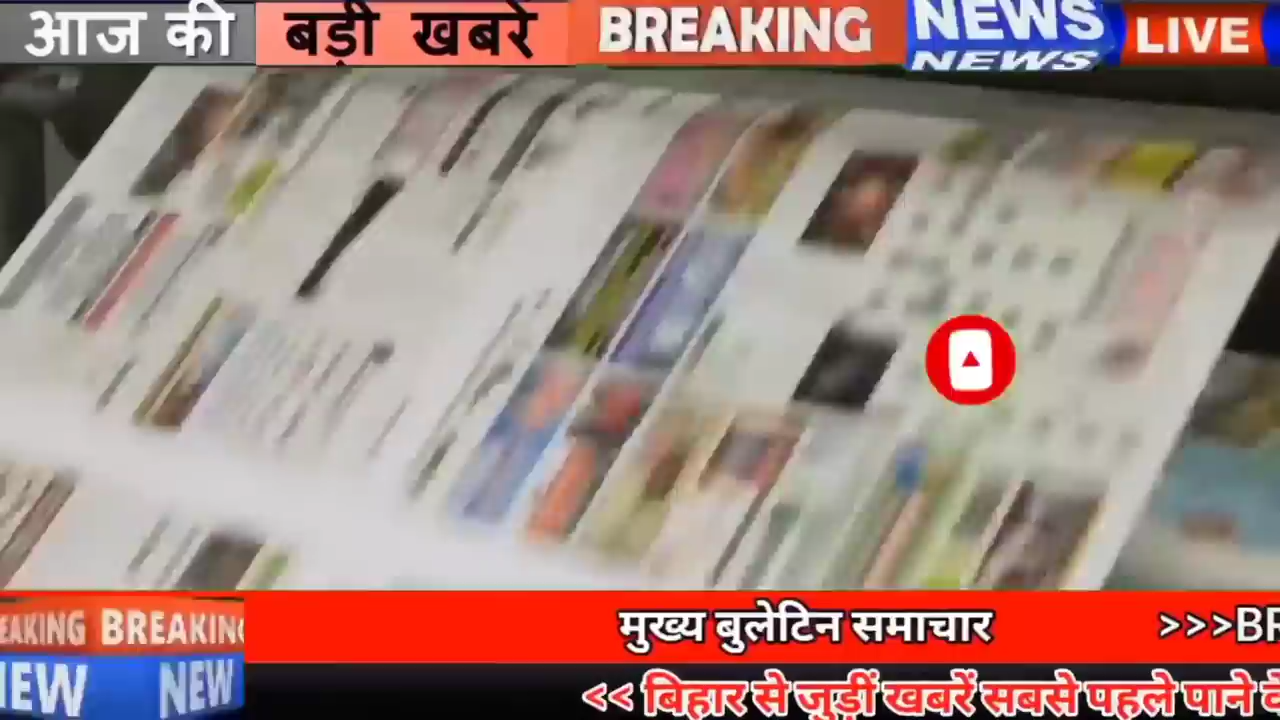 आज की बड़ी खबरें BREAKING NEWS LIVE
NEWS
मुख्य बुलेटिन समाचार >>>BR
EAKING BREAKING
NEW NEW
<< बिहार से जुड़ीं खबरें सबसे पहले पाने के